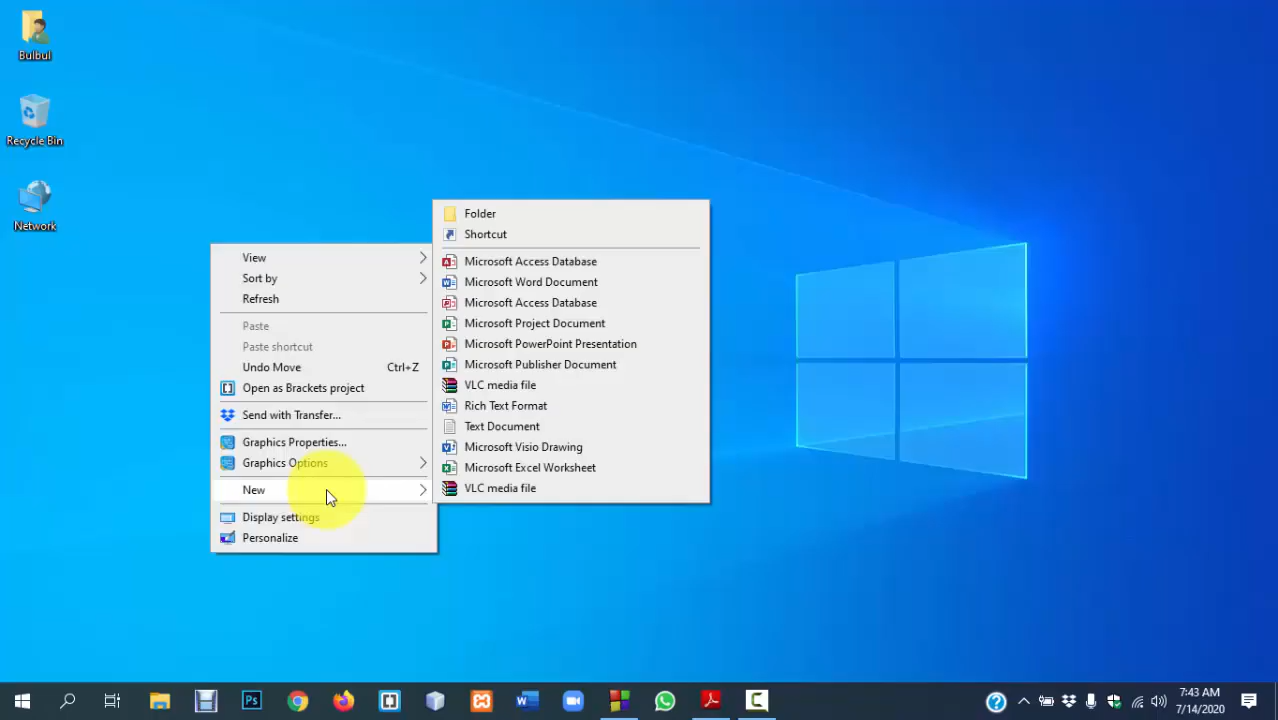 Bulbul
Recycle Bin
Network
View
Sort by
Refresh
Paste
Paste shortcut
Undo Move Ctrl+Z
Open as Brackets project
Send with Transfer...
Graphics Properties...
Graphics Options
New
Display settings
Personalize
Folder
Shortcut
Microsoft Access Database
Microsoft Word Document
Microsoft Access Database
Microsoft Project Document
Microsoft PowerPoint Presentation
Microsoft Publisher Document
VLC media file
Rich Text Format
Text Document
Microsoft Visio Drawing
Microsoft Excel Worksheet
VLC media file
Ps
7:43 AM
7/14/2020